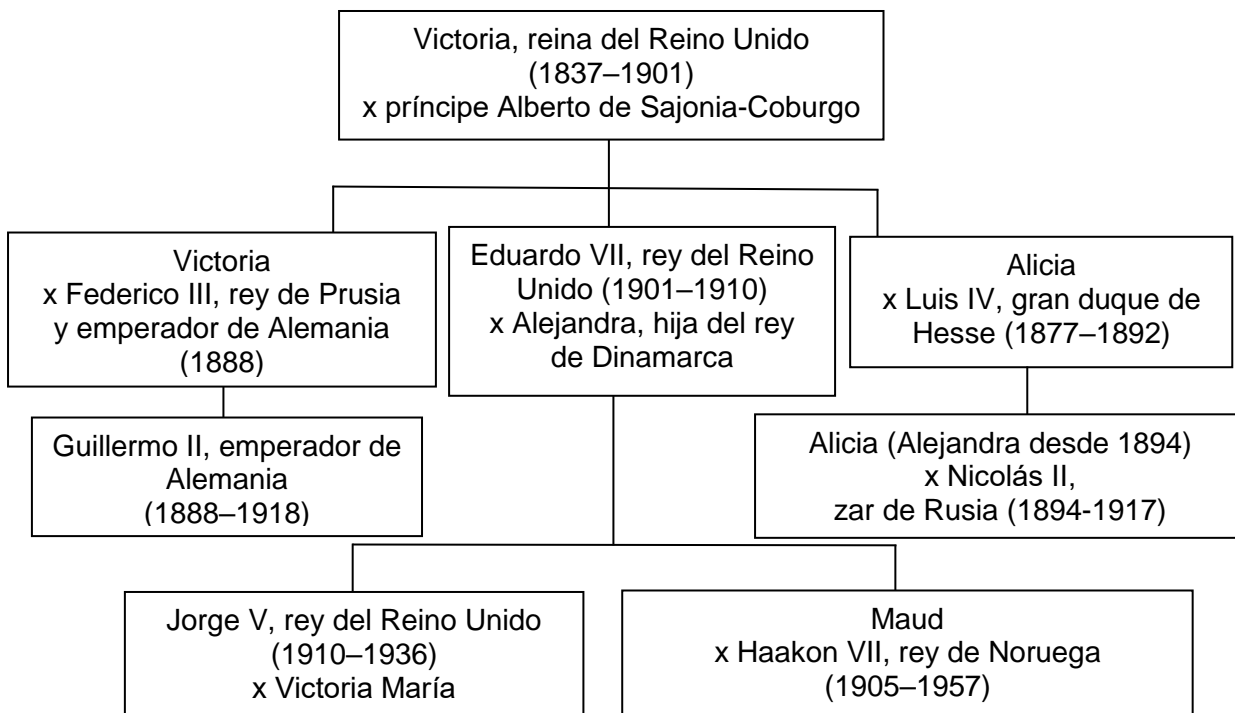 Victoria, reina del Reino Unido
(1837–1901)
x príncipe Alberto de Sajonia-Coburgo
Victoria
x Federico III, rey de Prusia
y emperador de Alemania
(1888)
Eduardo VII, rey del Reino
Unido (1901–1910)
x Alejandra, hija del rey
de Dinamarca
Alicia
x Luis IV, gran duque de
Hesse (1877–1892)
Guillermo II, emperador de
Alemania
(1888–1918)
Alicia (Alejandra desde 1894)
x Nicolás II,
zar de Rusia (1894-1917)
Jorge V, rey del Reino Unido
(1910–1936)
x Victoria María
Maud
x Haakon VII, rey de Noruega
(1905–1957)